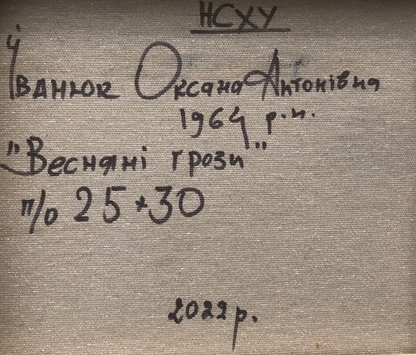 НСХУ
Іванюк Оксана Антонівна
1964 р.н.
"Весняні грози"
п/о 25*30
2022р.